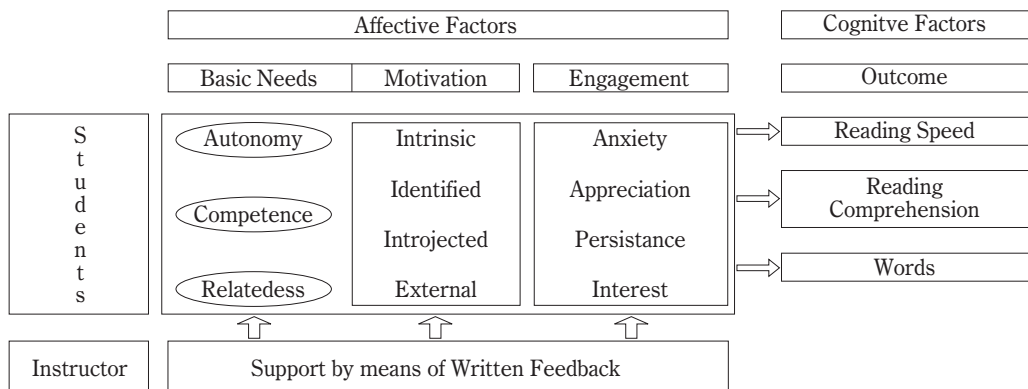 Affective Factors
Cognitve Factors
Basic Needs
Motivation
Engagement
Outcome
Students
Autonomy
Intrinsic
Anxiety
Reading Speed
Identified
Appreciation
Reading
Comprehension
Competence
Introjected
Persistance
Words
Relatedess
External
Interest
Instructor
Support by means of Written Feedback